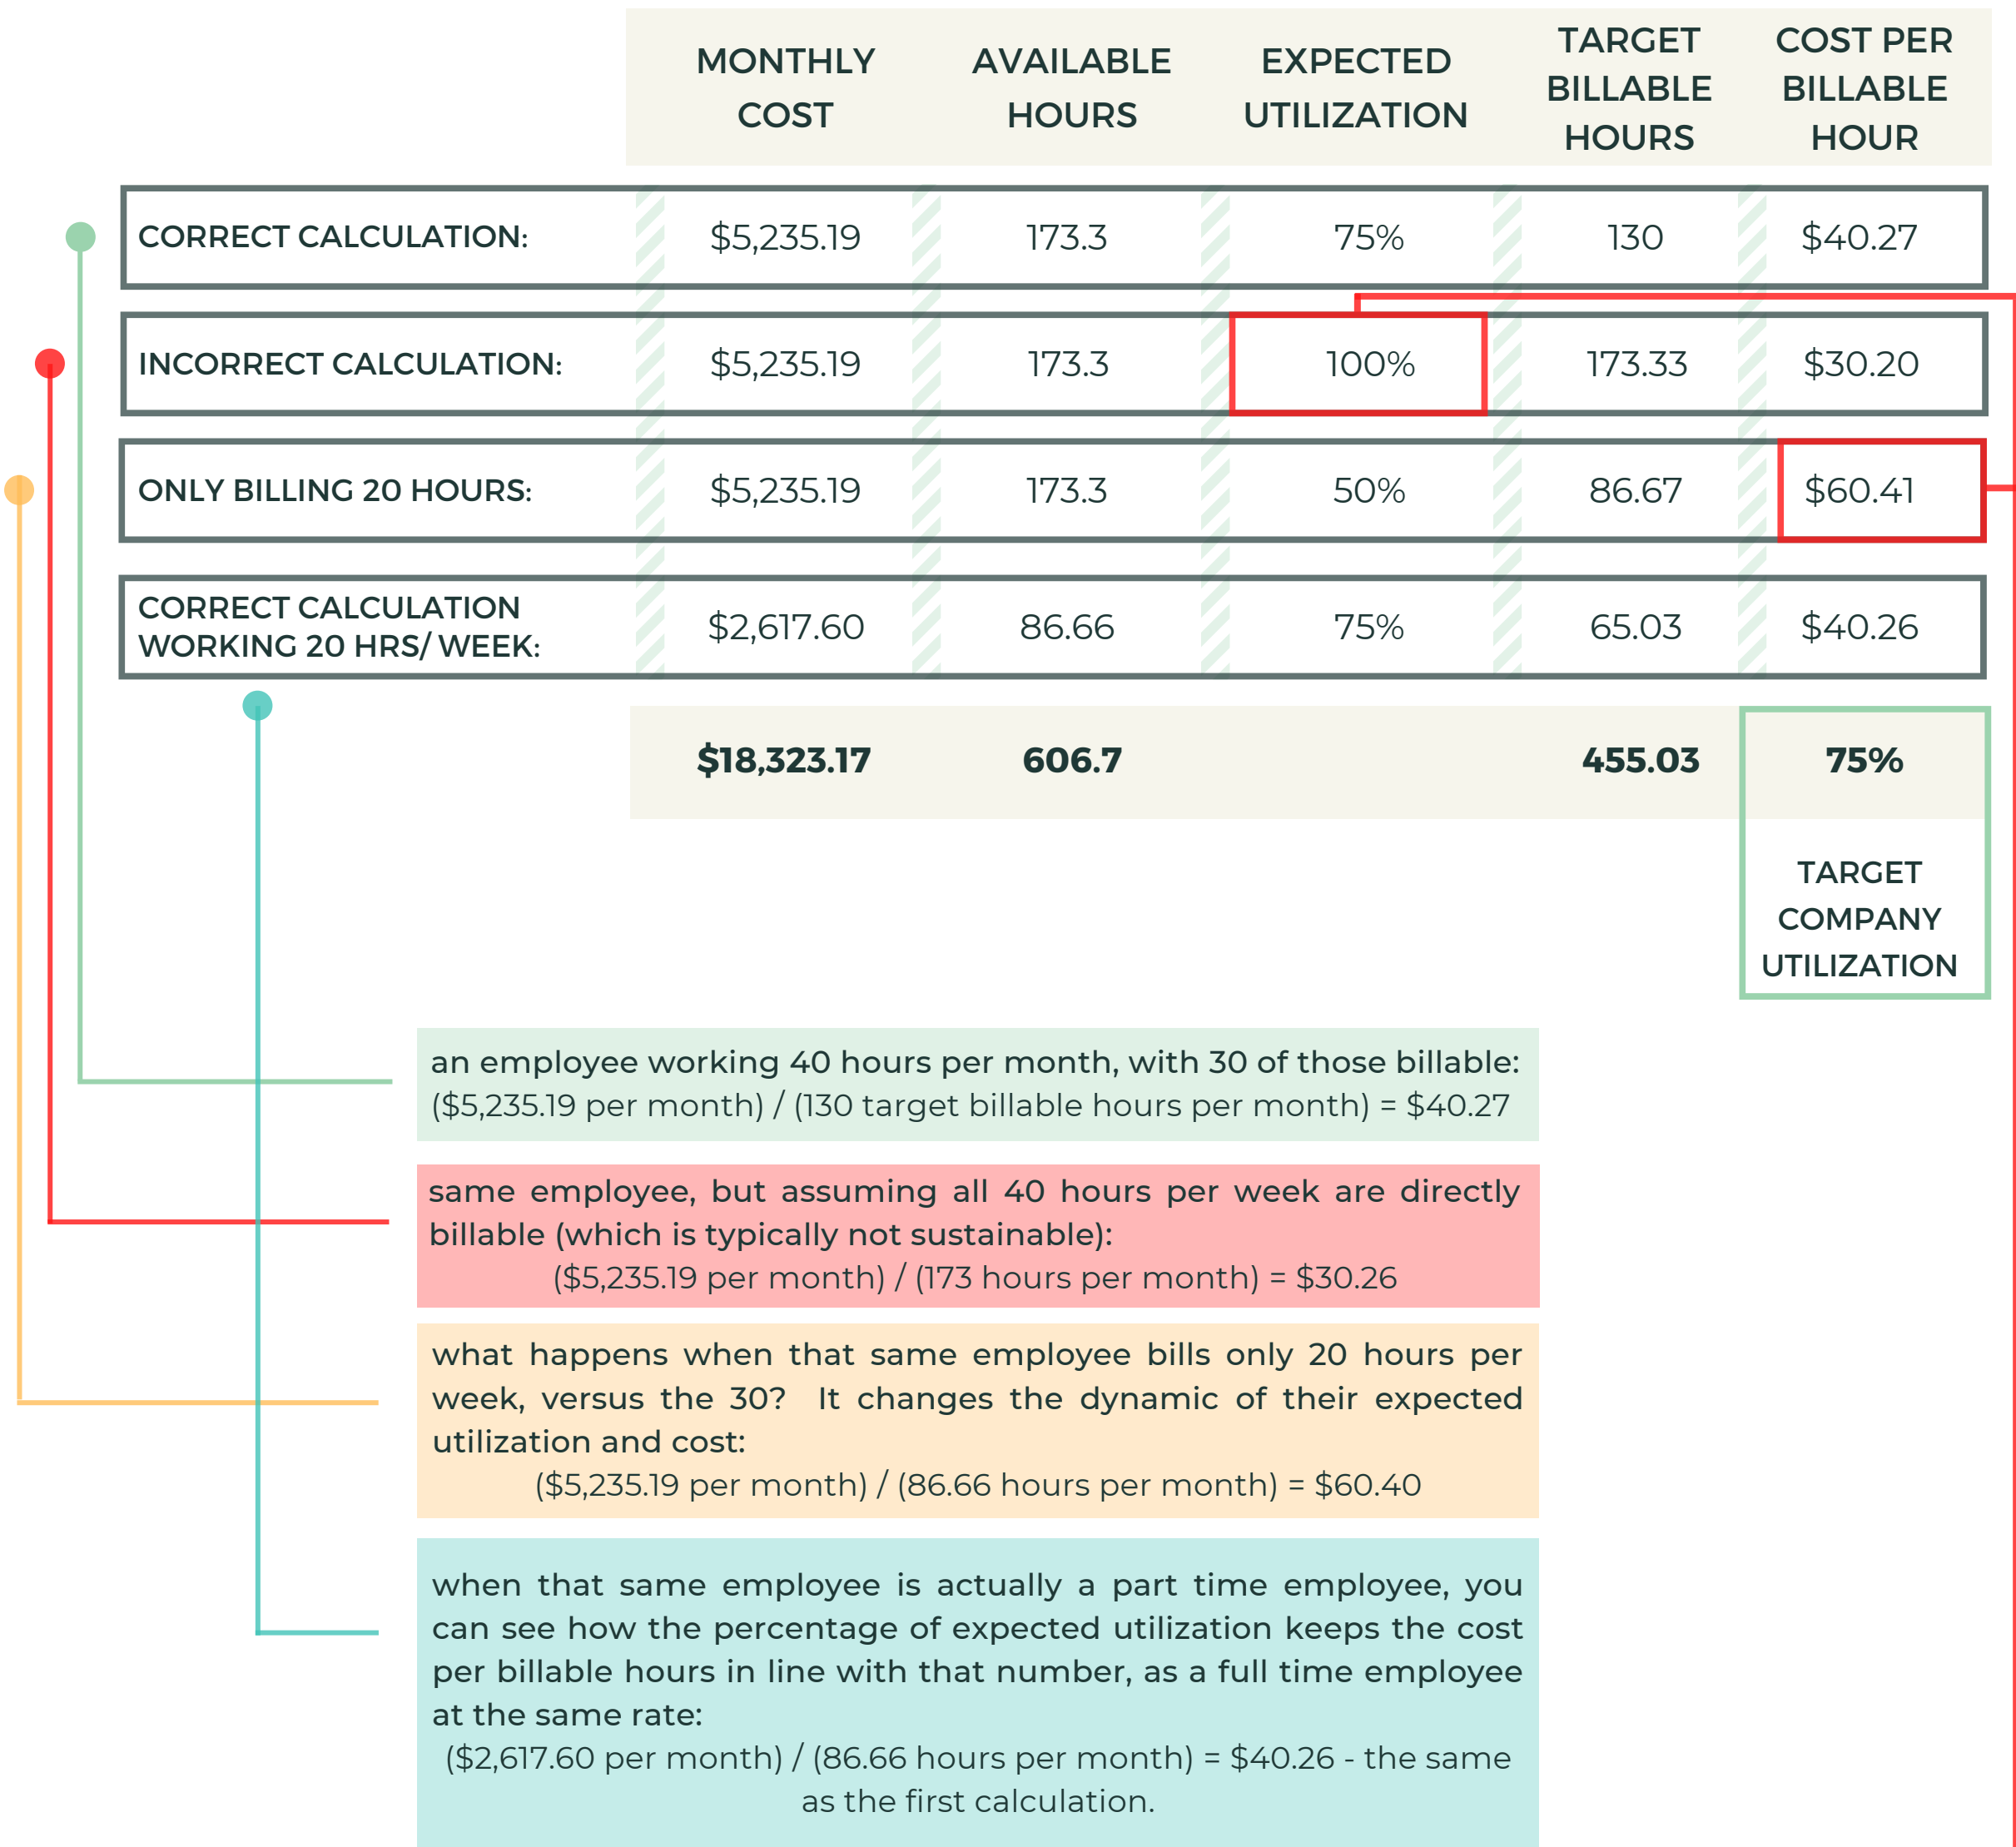 MONTHLY COST AVAILABLE HOURS EXPECTED UTILIZATION TARGET BILLABLE HOURS COST PER BILLABLE HOUR
CORRECT CALCULATION: $5,235.19 173.3 75% 130 $40.27
INCORRECT CALCULATION: $5,235.19 173.3 100% 173.33 $30.20
ONLY BILLING 20 HOURS: $5,235.19 173.3 50% 86.67 $60.41
CORRECT CALCULATION WORKING 20 HRS/ WEEK: $2,617.60 86.66 75% 65.03 $40.26
$18,323.17 606.7 455.03 75%
TARGET
COMPANY
UTILIZATION
an employee working 40 hours per month, with 30 of those billable:
($5,235.19 per month) / (130 target billable hours per month) = $40.27
same employee, but assuming all 40 hours per week are directly
billable (which is typically not sustainable):
($5,235.19 per month) / (173 hours per month) = $30.26
what happens when that same employee bills only 20 hours per
week, versus the 30? It changes the dynamic of their expected
utilization and cost:
($5,235.19 per month) / (86.66 hours per month) = $60.40
when that same employee is actually a part time employee, you
can see how the percentage of expected utilization keeps the cost
per billable hours in line with that number, as a full time employee
at the same rate:
($2,617.60 per month) / (86.66 hours per month) = $40.26 - the same
as the first calculation.